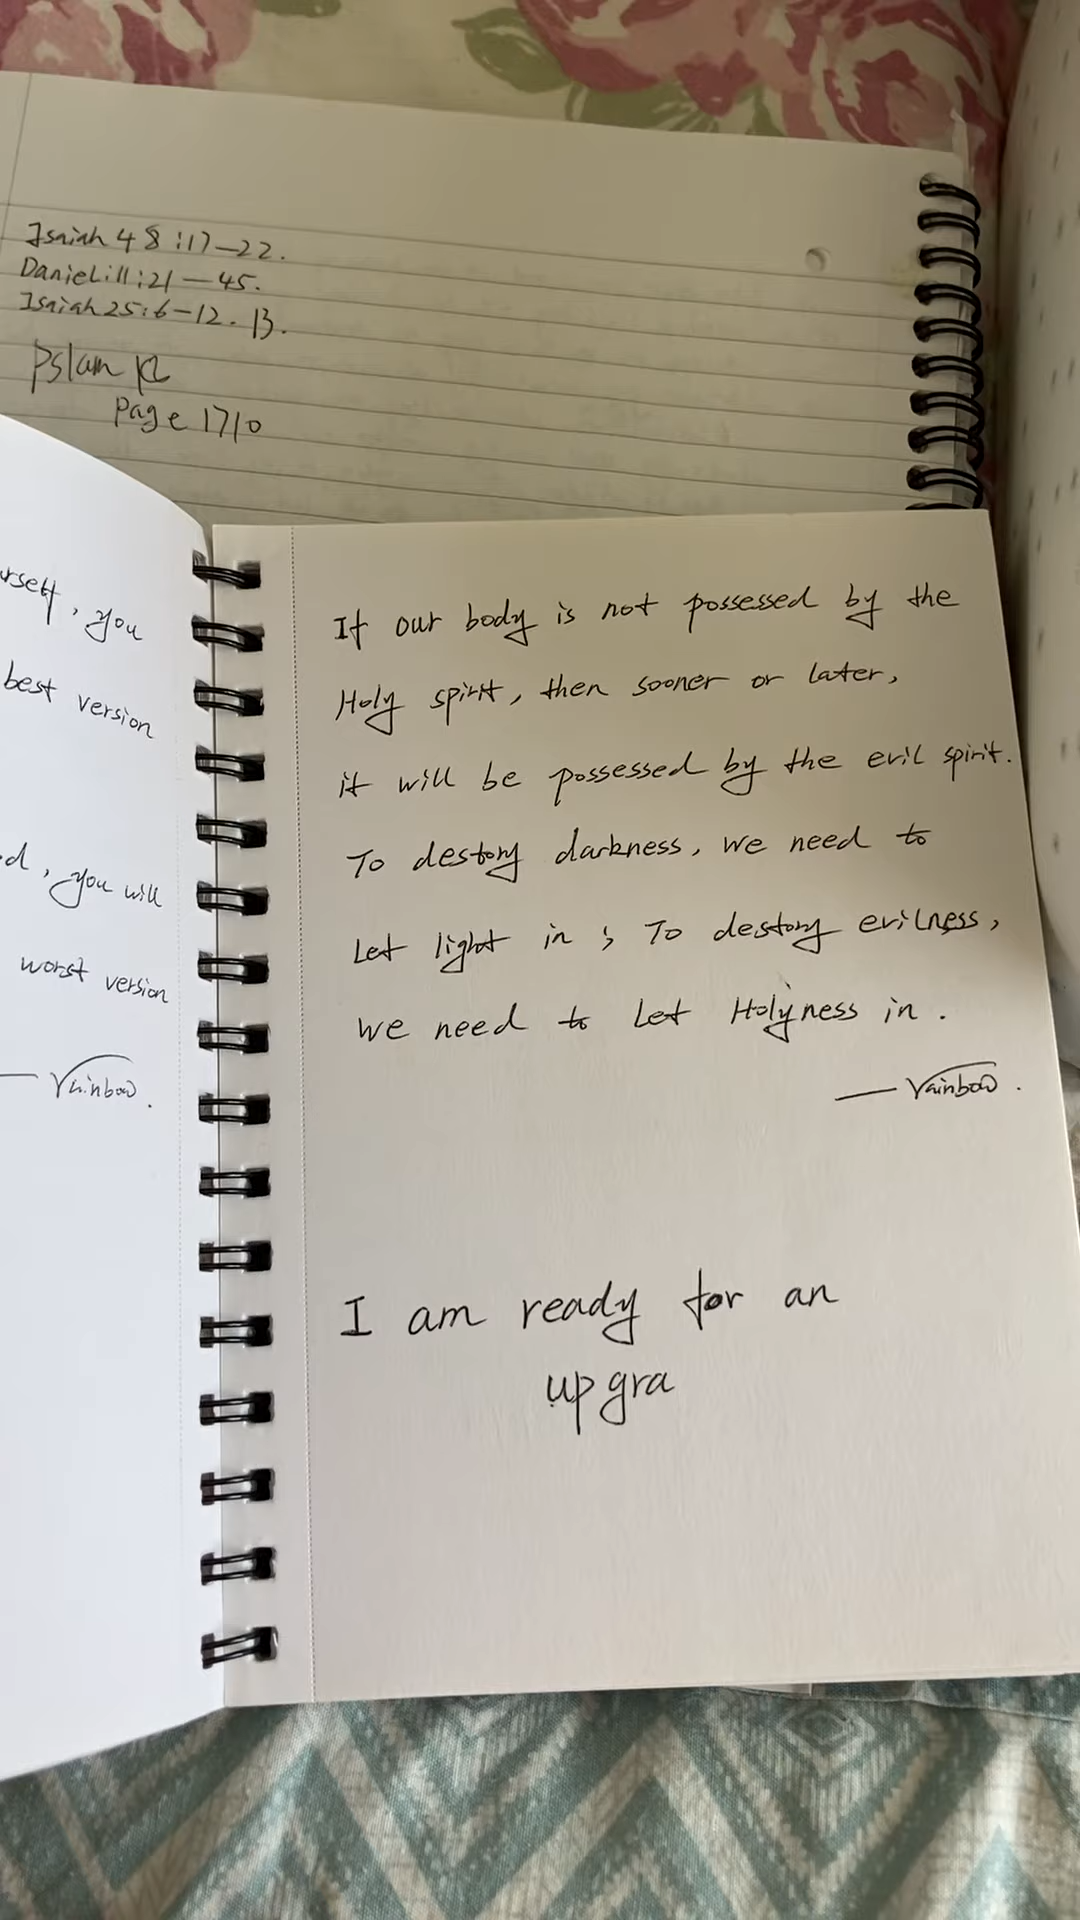 Isaiah 48:17—22.
Daniel:11:21—45.
Isaiah 25:6—12. 13.
Pslam
Page 1710
, you
best version
, you will
worst version
— Vainbow.
If our body is not possessed by the
Holy spirit, then sooner or later,
it will be possessed by the evil spirit.
To destory darkness, we need to
Let light in; To destory evilness,
we need to Let Holyness in.
— Vainbow.
I am ready for an
upgra